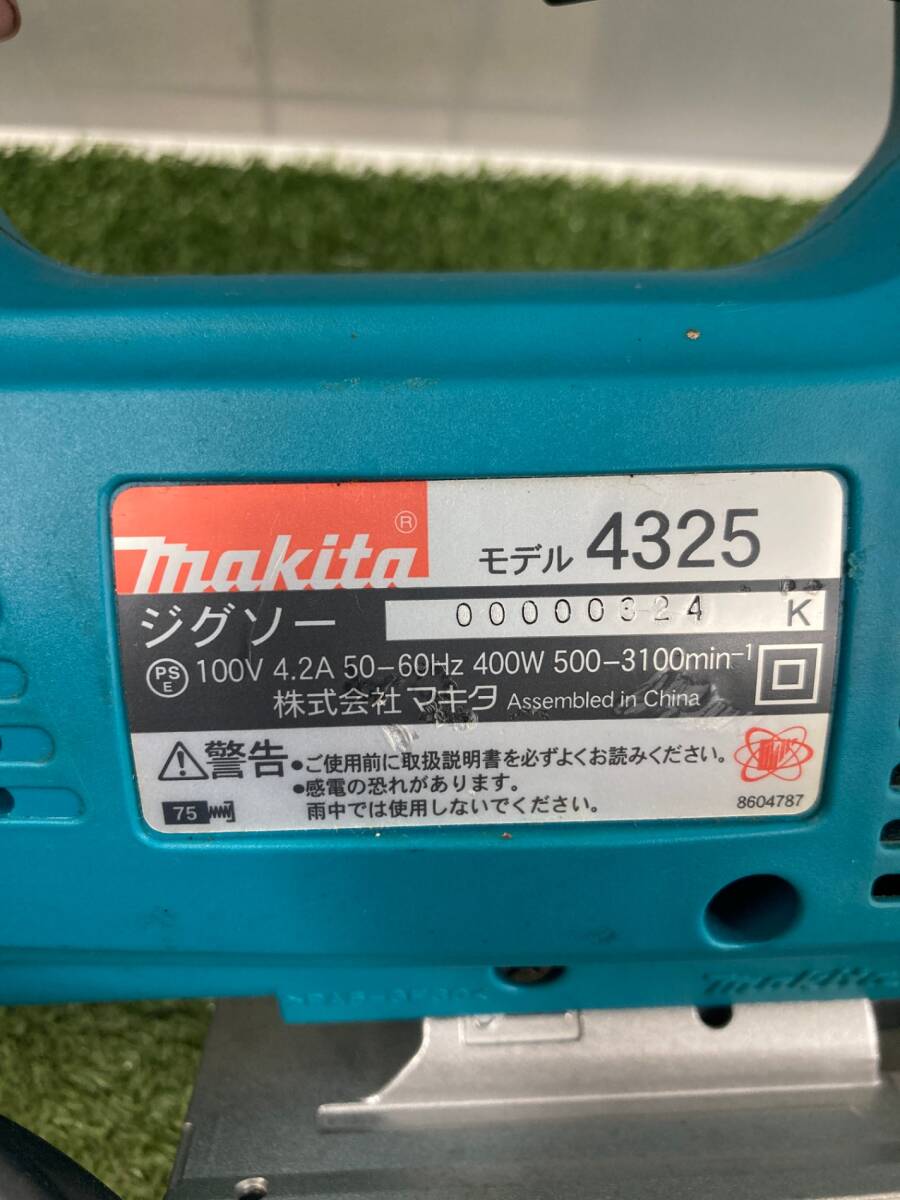 makita®
モデル 4325
ジグソー 00000324 K
PS E 100V 4.2A 50-60Hz 400W 500-3100min-1
株式会社 マキタ Assembled in China
警告 •ご使用前に取扱説明書を必ずよくお読みください。
•感電の恐れがあります。
雨中では使用しないでください。
75
8604787
makita